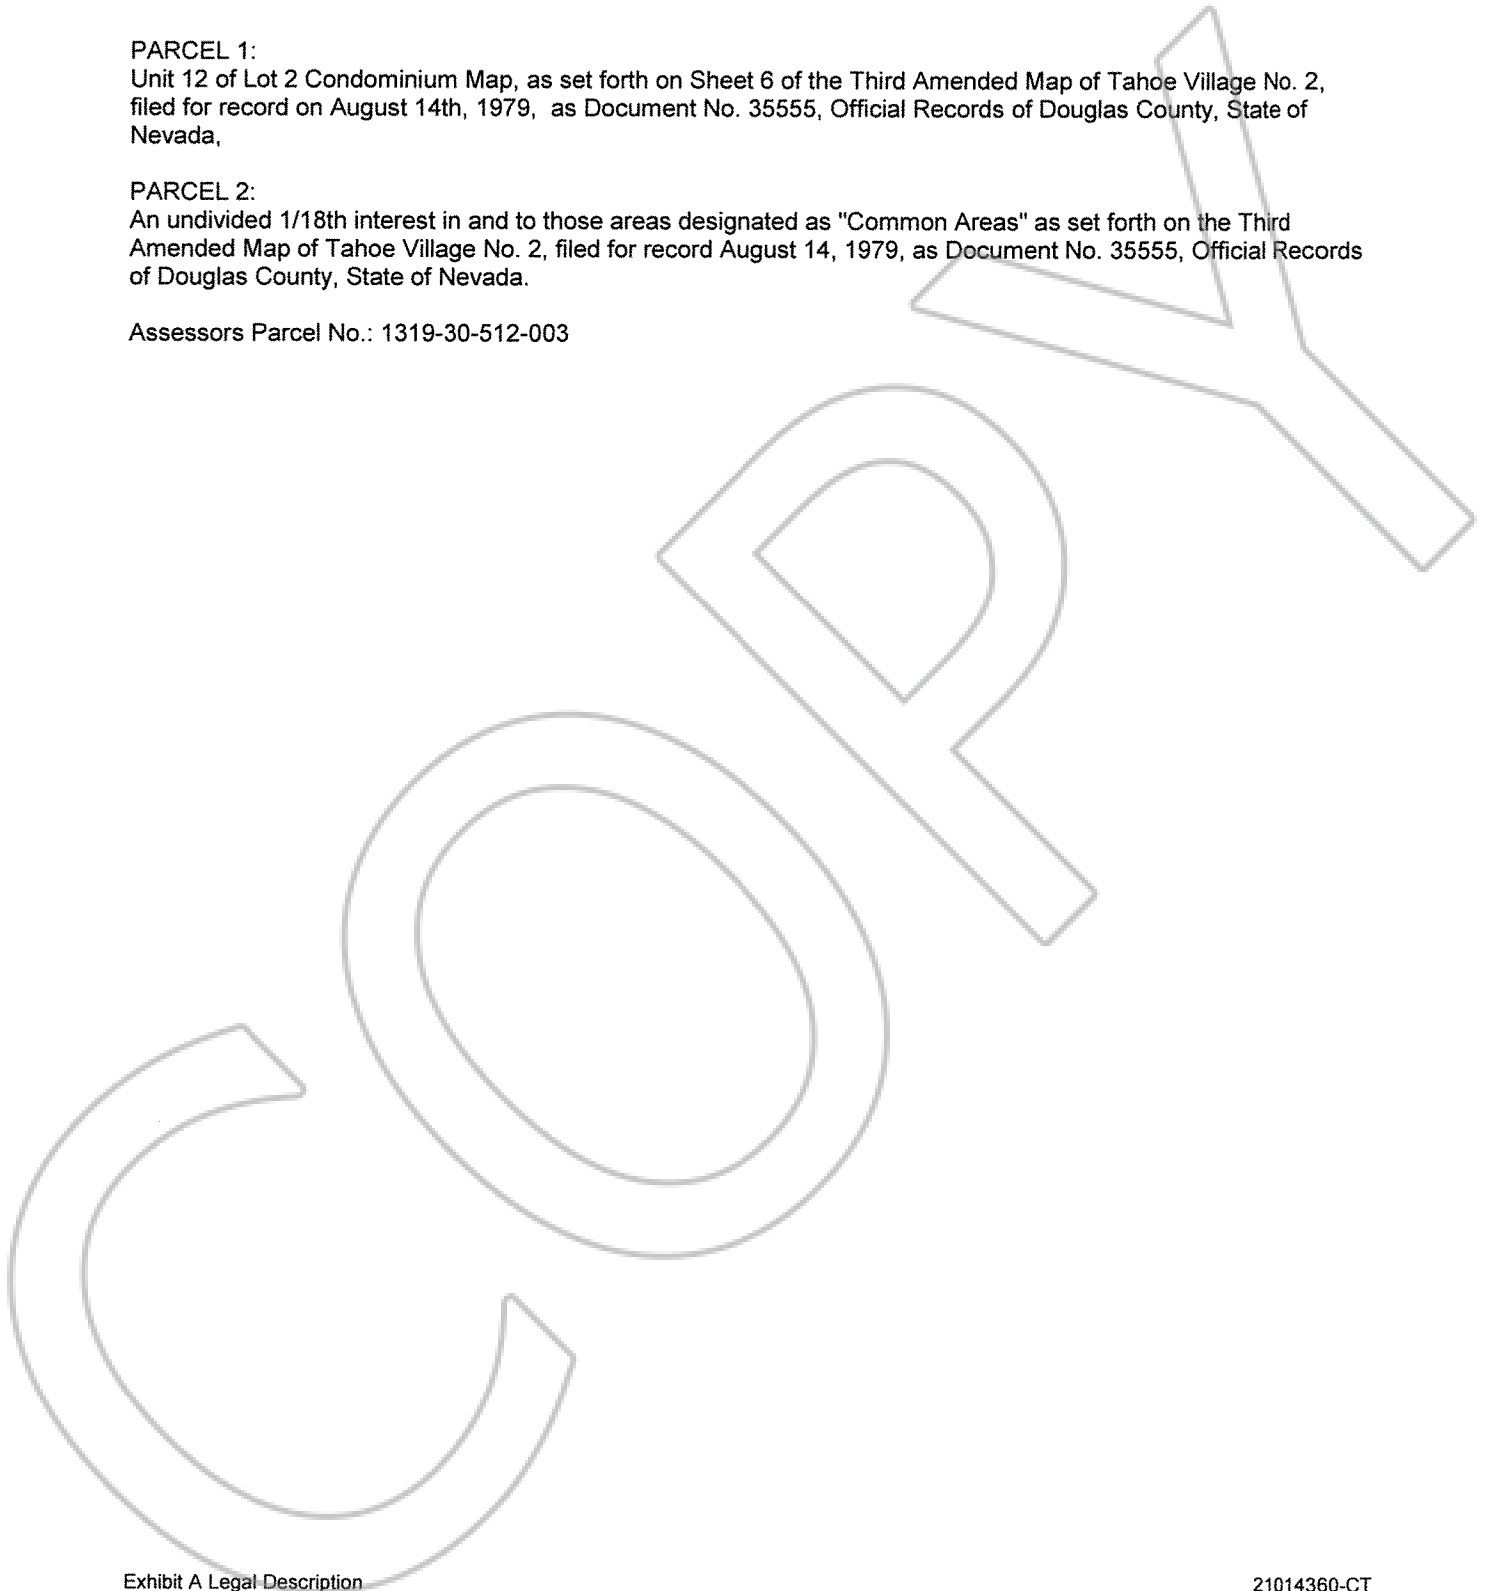 PARCEL 1:
Unit 12 of Lot 2 Condominium Map, as set forth on Sheet 6 of the Third Amended Map of Tahoe Village No. 2,
filed for record on August 14th, 1979,  as Document No. 35555, Official Records of Douglas County, State of
Nevada,
PARCEL 2:
An undivided 1/18th interest in and to those areas designated as "Common Areas" as set forth on the Third
Amended Map of Tahoe Village No. 2, filed for record August 14, 1979, as Document No. 35555, Official Records
of Douglas County, State of Nevada.
Assessors Parcel No.: 1319-30-512-003
COPY
Exhibit A Legal Description 21014360-CT